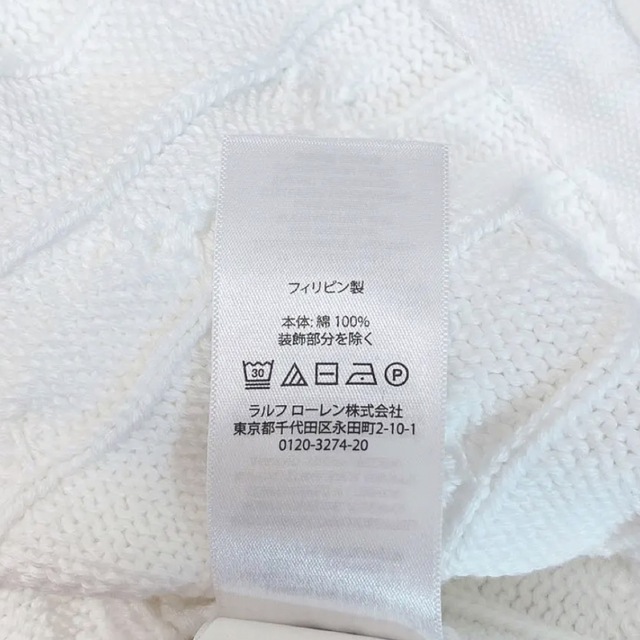 フィリピン製
本体: 綿 100%
装飾部分を除く
30 P
ラルフ ローレン株式会社
東京都千代田区永田町2-10-1
0120-3274-20